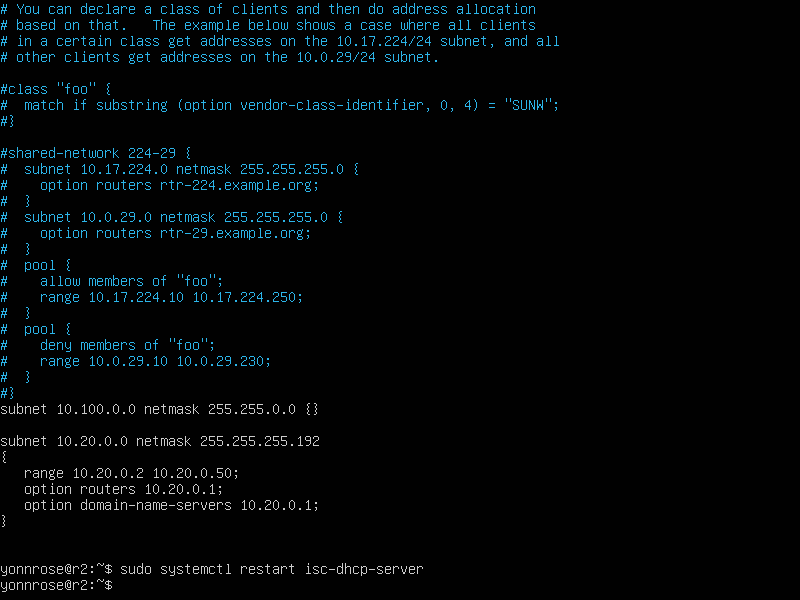 # You can declare a class of clients and then do address allocation
# based on that.   The example below shows a case where all clients
# in a certain class get addresses on the 10.17.224/24 subnet, and all
# other clients get addresses on the 10.0.29/24 subnet.

#class "foo" {
#  match if substring (option vendor-class-identifier, 0, 4) = "SUNW";
#}

#shared-network 224-29 {
#  subnet 10.17.224.0 netmask 255.255.255.0 {
#    option routers rtr-224.example.org;
#  }
#  subnet 10.0.29.0 netmask 255.255.255.0 {
#    option routers rtr-29.example.org;
#  }
#  pool {
#    allow members of "foo";
#    range 10.17.224.10 10.17.224.250;
#  }
#  pool {
#    deny members of "foo";
#    range 10.0.29.10 10.0.29.230;
#  }
#}
subnet 10.100.0.0 netmask 255.255.0.0 {}

subnet 10.20.0.0 netmask 255.255.255.192
{
   range 10.20.0.2 10.20.0.50;
   option routers 10.20.0.1;
   option domain-name-servers 10.20.0.1;
}

yonnrose@r2:~$ sudo systemctl restart isc-dhcp-server
yonnrose@r2:~$